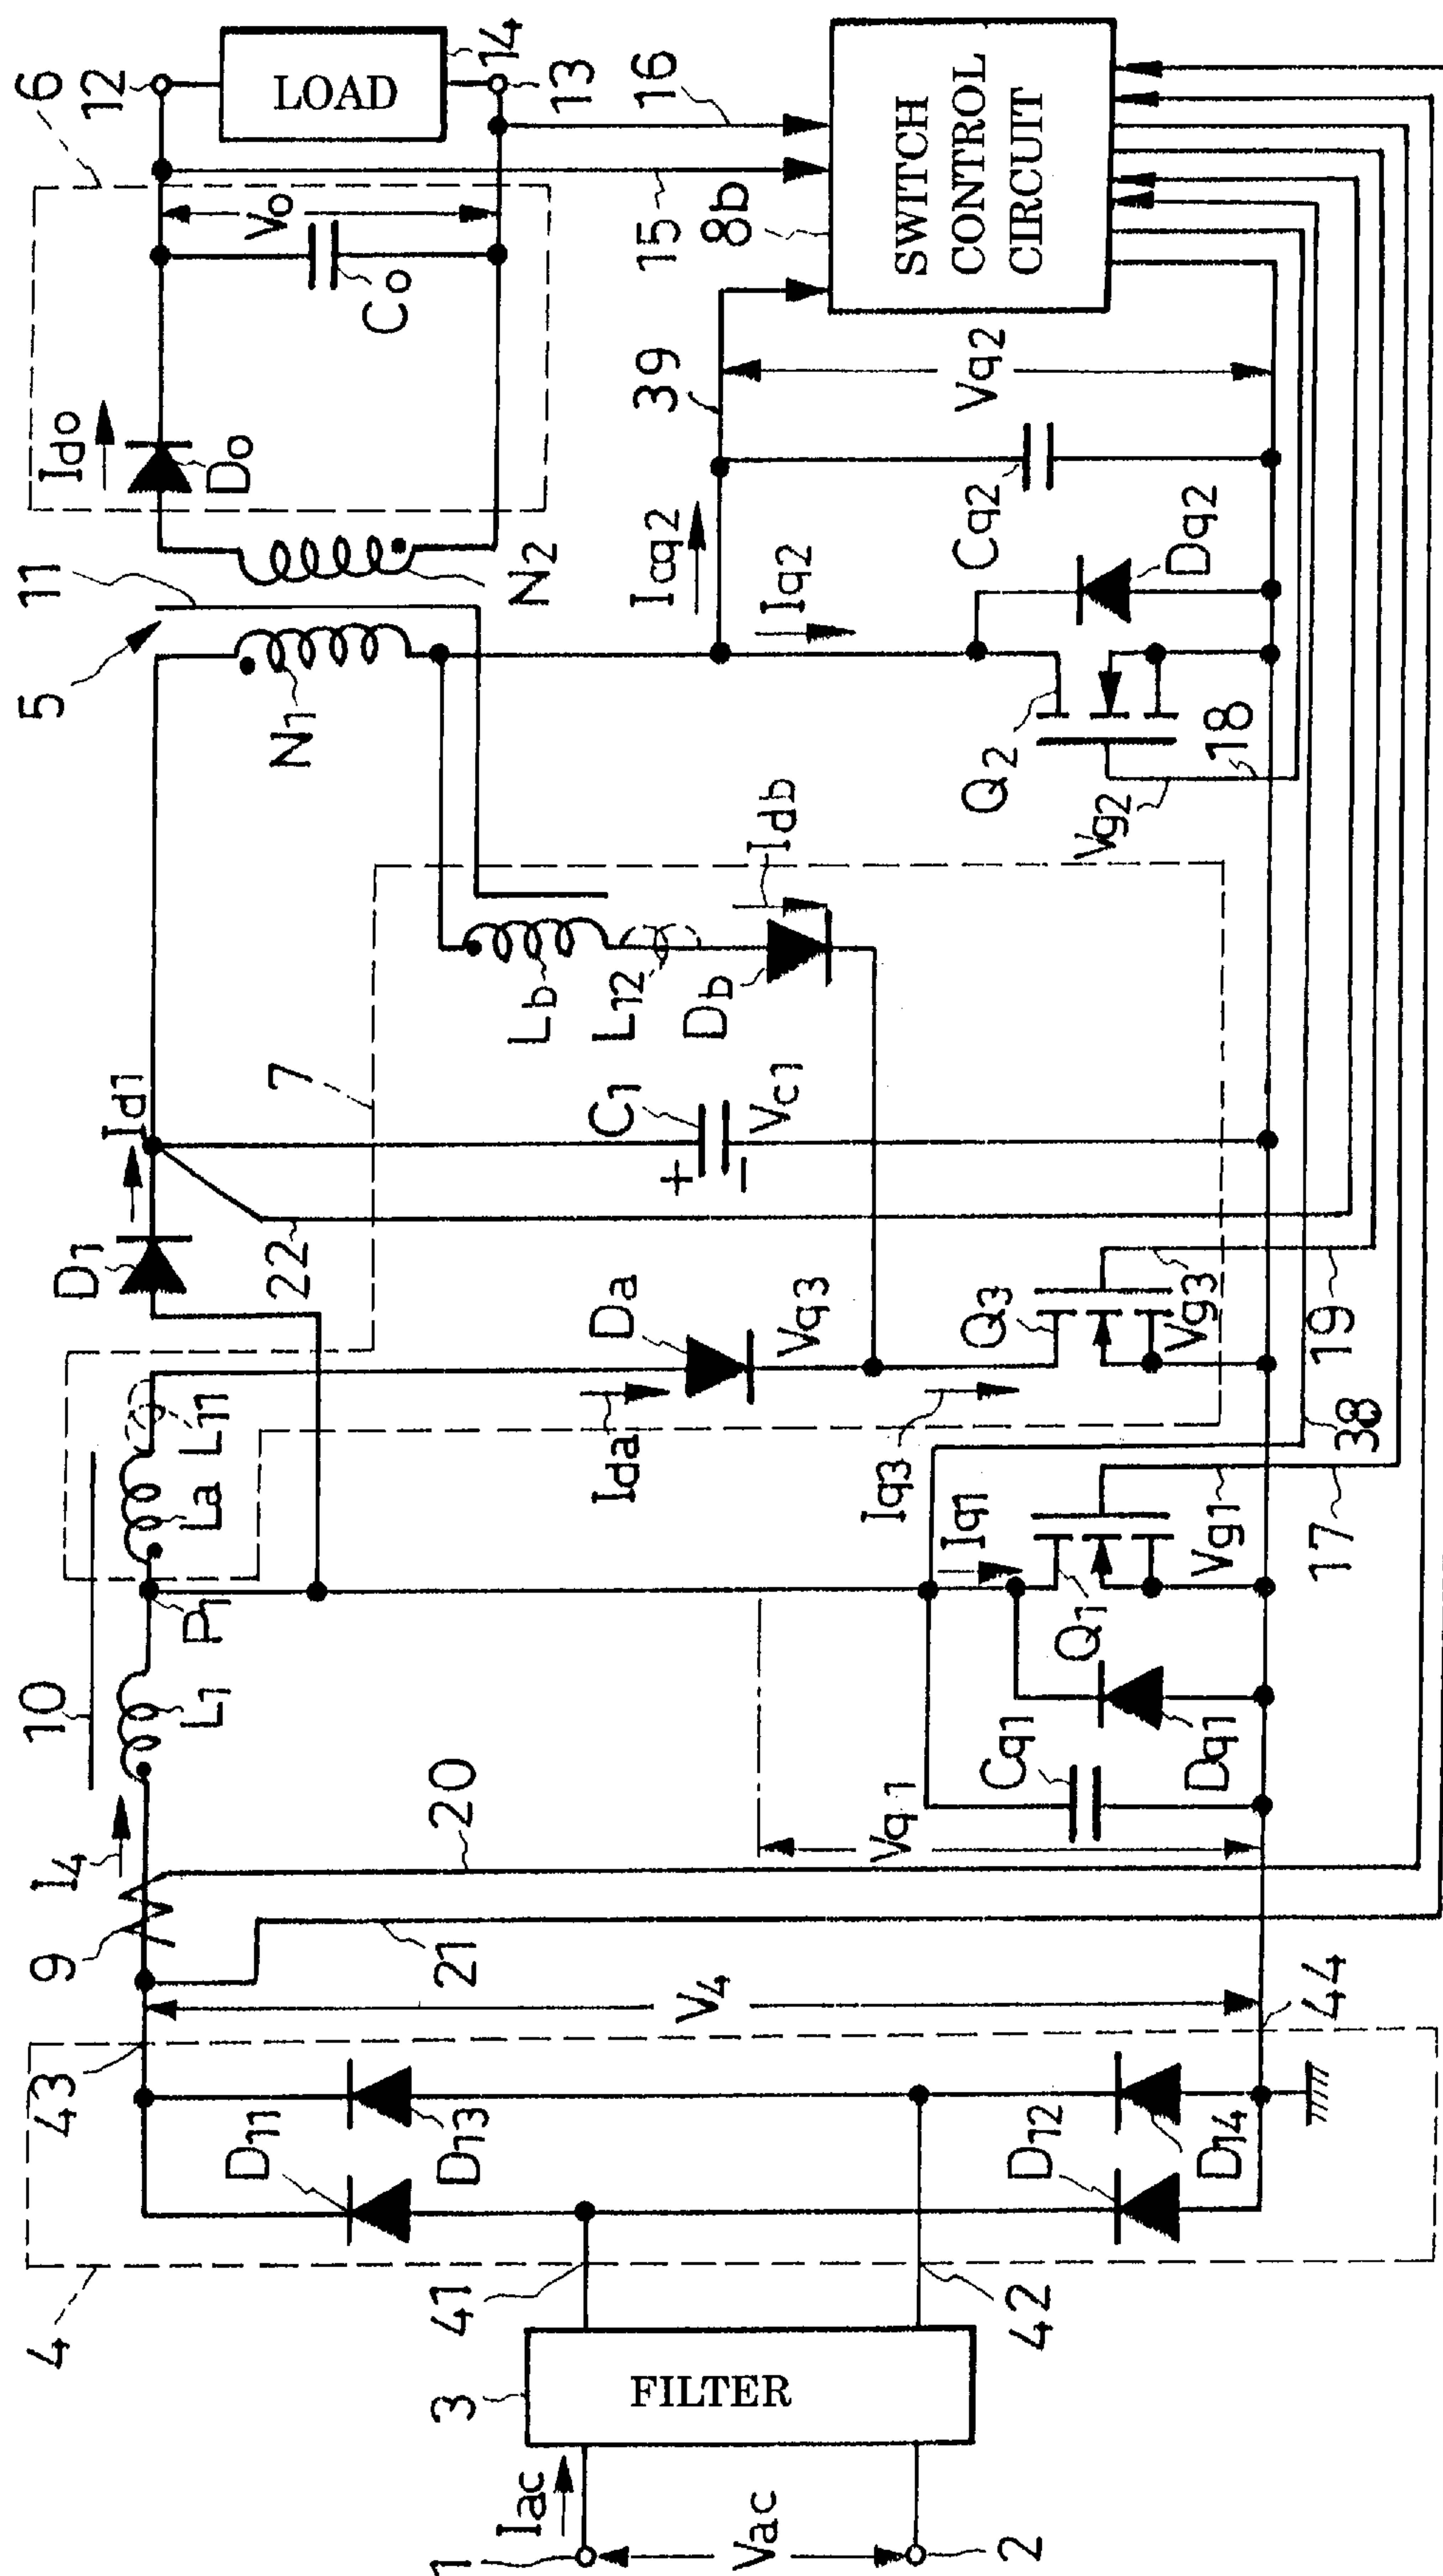 6
12
LOAD
14
13
16
15
8b
SWITCH
CONTROL
CIRCUIT
Vo
Co
Ido
Do
39
Vq2
Cq2
Dq2
Icq2
Iq2
11
5
N2
N1
Q2
18
Vg2
Idb
Lb
L12
Db
7
Id1
C1
+
−
Vc1
D1
22
Da
Vq3
Q3
Vg3
19
38
Ida
Iq3
L11
La
P1
10
L1
Iq1
Q1
Vg1
17
Cq1
Dq1
Vq1
I4
9
20
21
V4
43
44
D11
D13
D12
D14
4
41
42
3
FILTER
Iac
Vac
1
2